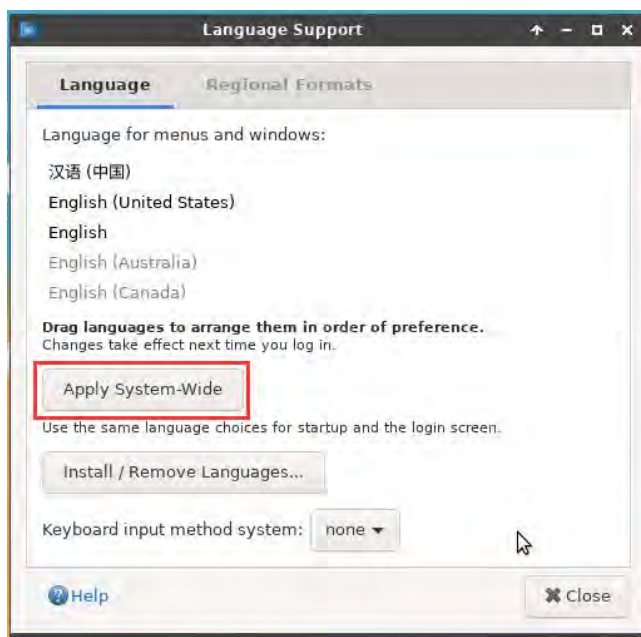 Language Support
Language Regional Formats
Language for menus and windows:
汉语 (中国)
English (United States)
English
English (Australia)
English (Canada)
Drag languages to arrange them in order of preference.
Changes take effect next time you log in.
Apply System-Wide
Use the same language choices for startup and the login screen.
Install / Remove Languages...
Keyboard input method system: none
Help Close